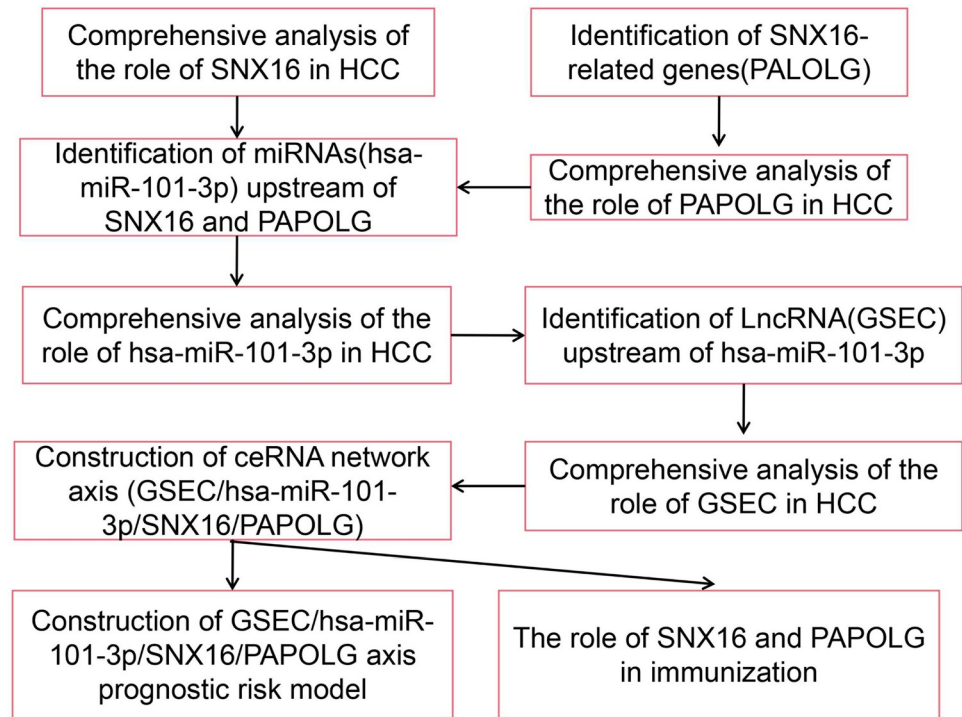 Comprehensive analysis of
the role of SNX16 in HCC
Identification of SNX16-
related genes(PALOLG)
Identification of miRNAs(hsa-
miR-101-3p) upstream of
SNX16 and PAPOLG
Comprehensive analysis of
the role of PAPOLG in HCC
Comprehensive analysis of the
role of hsa-miR-101-3p in HCC
Identification of LncRNA(GSEC)
upstream of hsa-miR-101-3p
Construction of ceRNA network
axis (GSEC/hsa-miR-101-
3p/SNX16/PAPOLG)
Comprehensive analysis of the
role of GSEC in HCC
Construction of GSEC/hsa-miR-
101-3p/SNX16/PAPOLG axis
prognostic risk model
The role of SNX16 and PAPOLG
in immunization